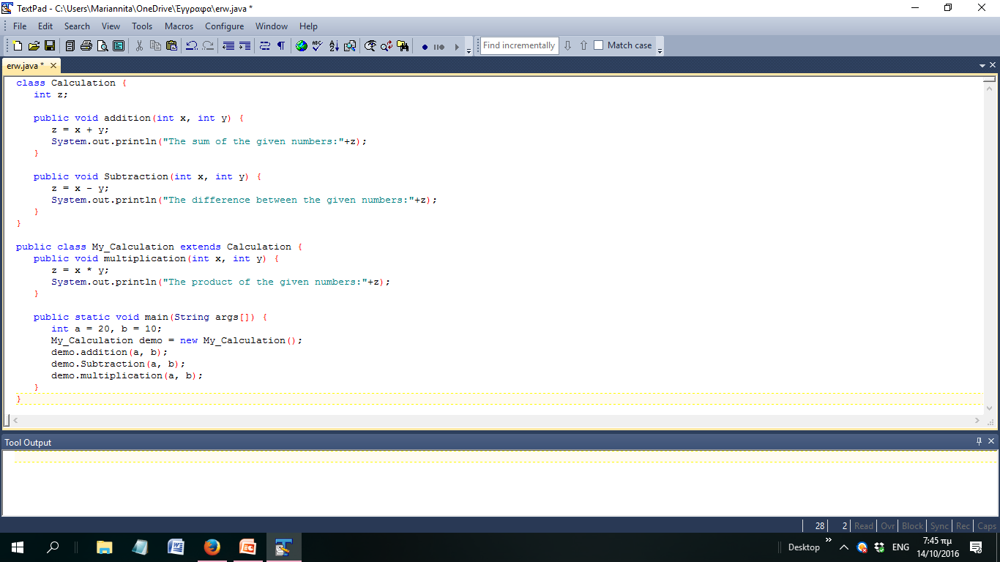 TextPad - C:\Users\Mariannita\OneDrive\Έγγραφα\erw.java *
File Edit Search View Tools Macros Configure Window Help
Find incrementally Match case
erw.java *
class Calculation {
   int z;

   public void addition(int x, int y) {
      z = x + y;
      System.out.println("The sum of the given numbers:"+z);
   }

   public void Subtraction(int x, int y) {
      z = x - y;
      System.out.println("The difference between the given numbers:"+z);
   }
}

public class My_Calculation extends Calculation {
   public void multiplication(int x, int y) {
      z = x * y;
      System.out.println("The product of the given numbers:"+z);
   }

   public static void main(String args[]) {
      int a = 20, b = 10;
      My_Calculation demo = new My_Calculation();
      demo.addition(a, b);
      demo.Subtraction(a, b);
      demo.multiplication(a, b);
   }
}
Tool Output
28 2 Read Ovr Block Sync Rec Caps
Desktop ENG 7:45 πμ
14/10/2016